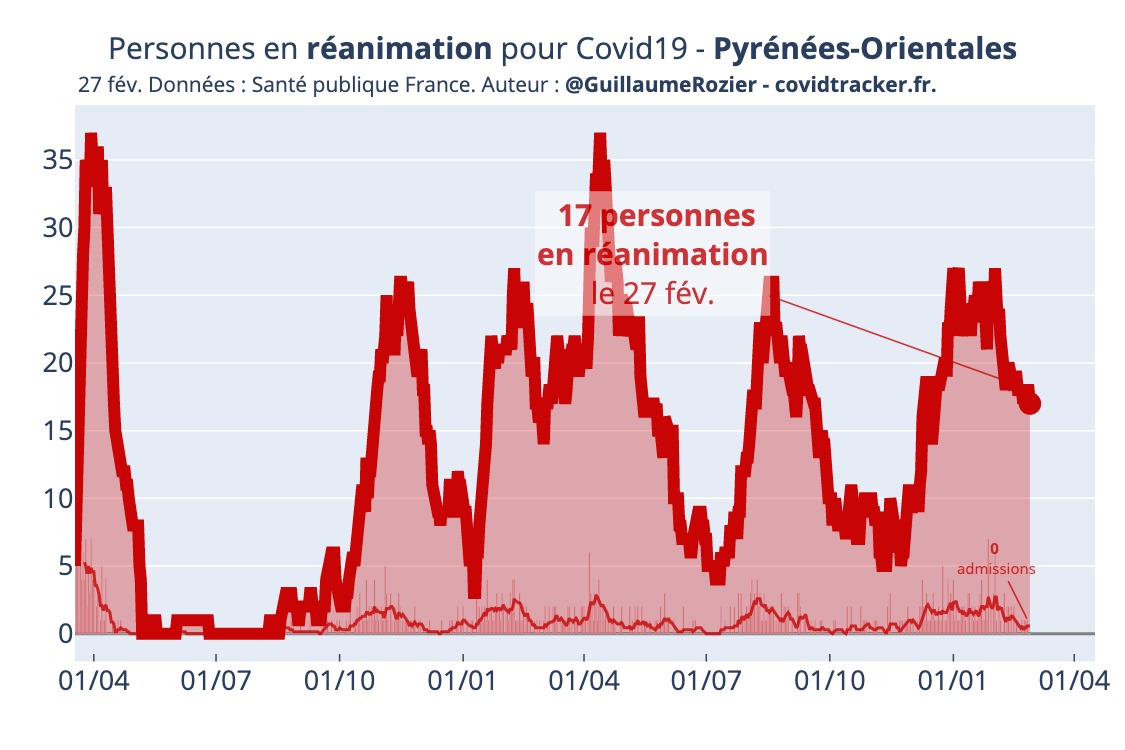 Personnes en réanimation pour Covid19 - Pyrénées-Orientales
27 fév. Données : Santé publique France. Auteur : @GuillaumeRozier - covidtracker.fr.
35
30
25
20
15
10
5
0
17 personnes
en réanimation
le 27 fév.
0
admissions
01/04 01/07 01/10 01/01 01/04 01/07 01/10 01/01 01/04